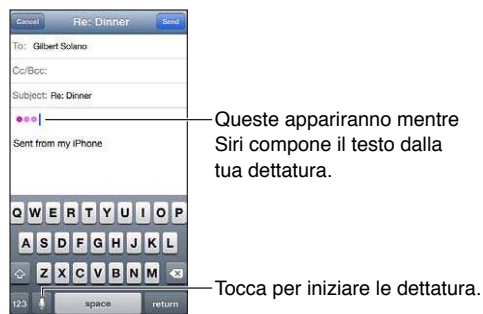 Cancel Re: Dinner Send
To: Gilbert Solano
Cc/Bcc:
Subject: Re: Dinner
Queste appariranno mentre
Siri compone il testo dalla
tua dettatura.
Sent from my iPhone
Q W E R T Y U I O P
A S D F G H J K L
Z X C V B N M
Tocca per iniziare le dettatura.
123 space return